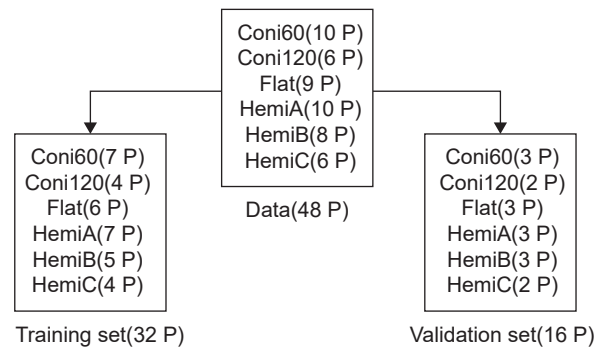 Coni60(10 P)
Coni120(6 P)
Flat(9 P)
HemiA(10 P)
HemiB(8 P)
HemiC(6 P)
Data(48 P)
Coni60(7 P)
Coni120(4 P)
Flat(6 P)
HemiA(7 P)
HemiB(5 P)
HemiC(4 P)
Training set(32 P)
Coni60(3 P)
Coni120(2 P)
Flat(3 P)
HemiA(3 P)
HemiB(3 P)
HemiC(2 P)
Validation set(16 P)